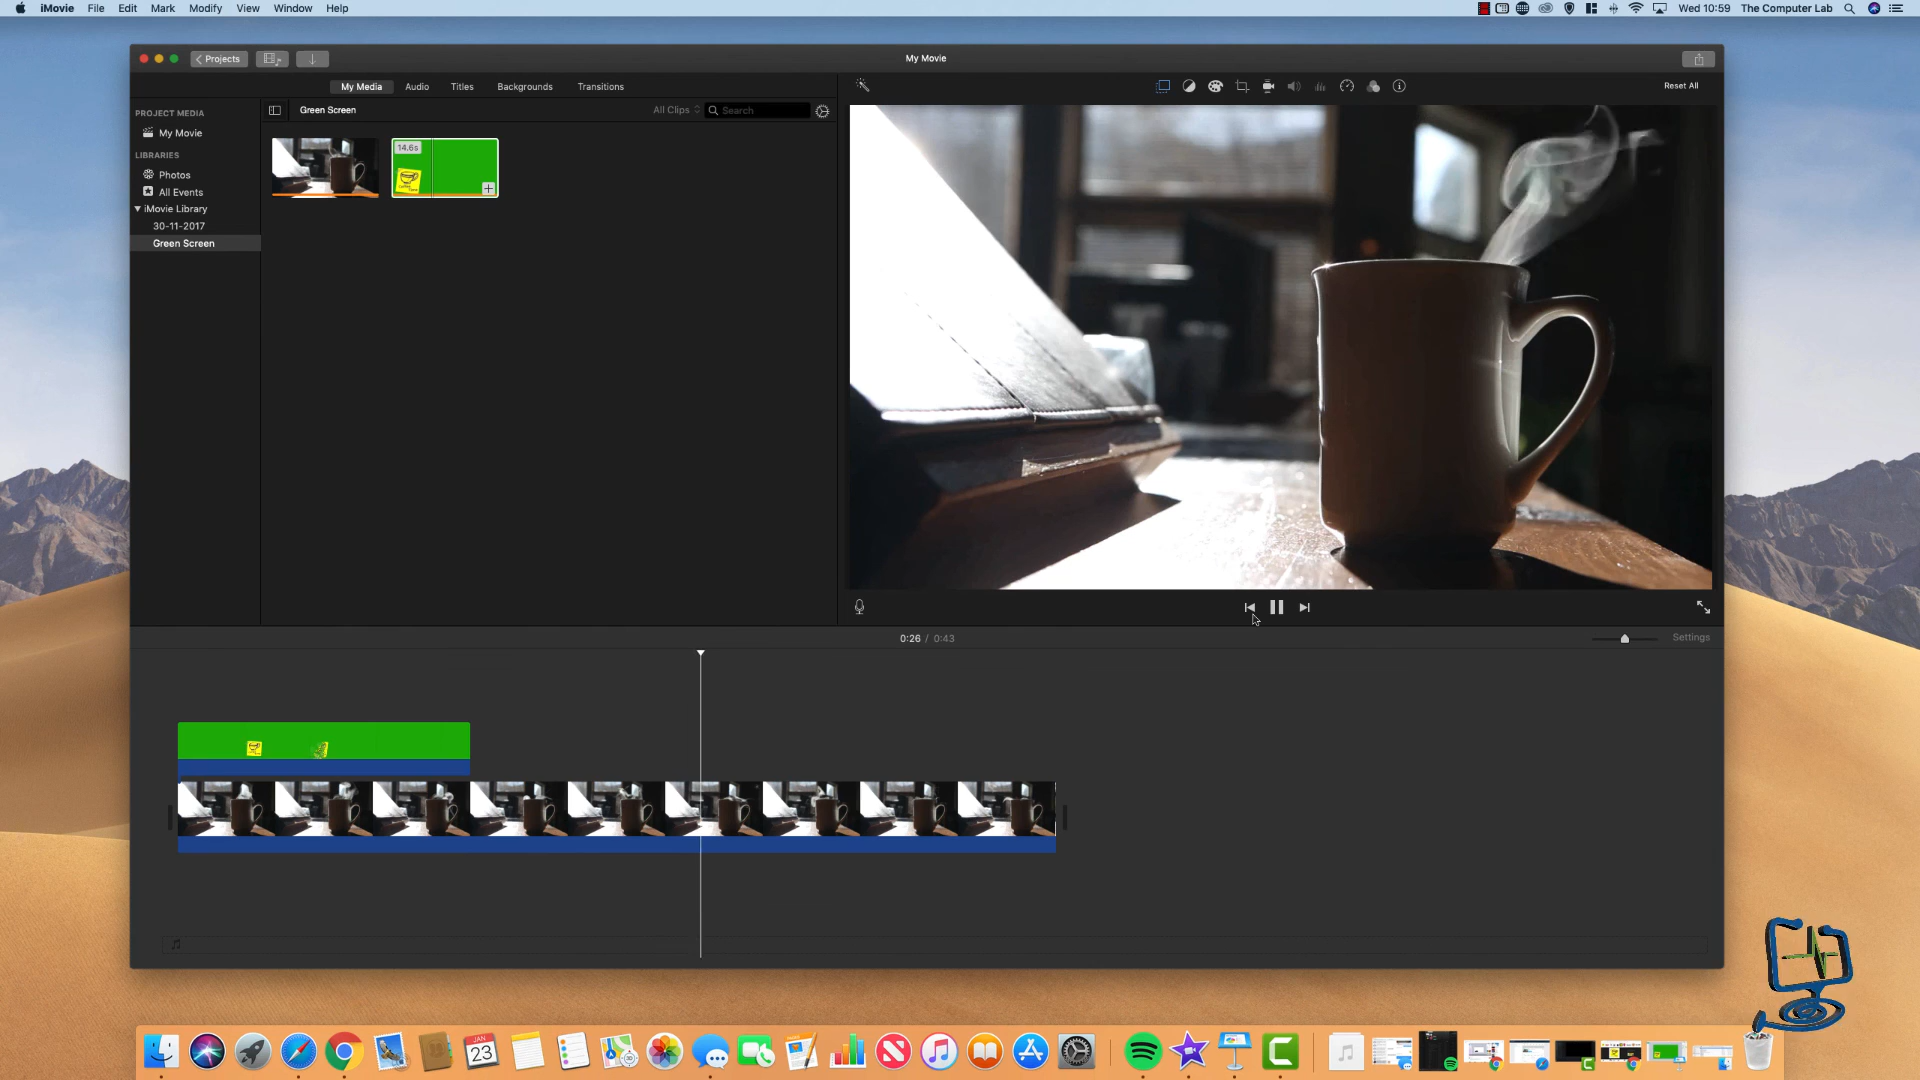 iMovie File Edit Mark Modify View Window Help
Wed 10:59 The Computer Lab
Projects
My Movie
My Media Audio Titles Backgrounds Transitions
Reset All
PROJECT MEDIA
My Movie
LIBRARIES
Photos
All Events
iMovie Library
30-11-2017
Green Screen
Green Screen
All Clips
Search
14.6s
0:26 / 0:43
Settings
JAN
23